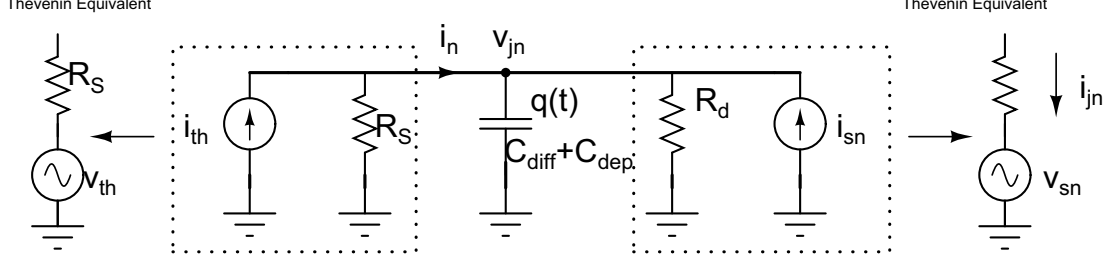 Thevenin Equivalent
Thevenin Equivalent
R_S
v_th
i_th
R_S
i_n
v_jn
q(t)
C_diff+C_dep
R_d
i_sn
i_jn
v_sn